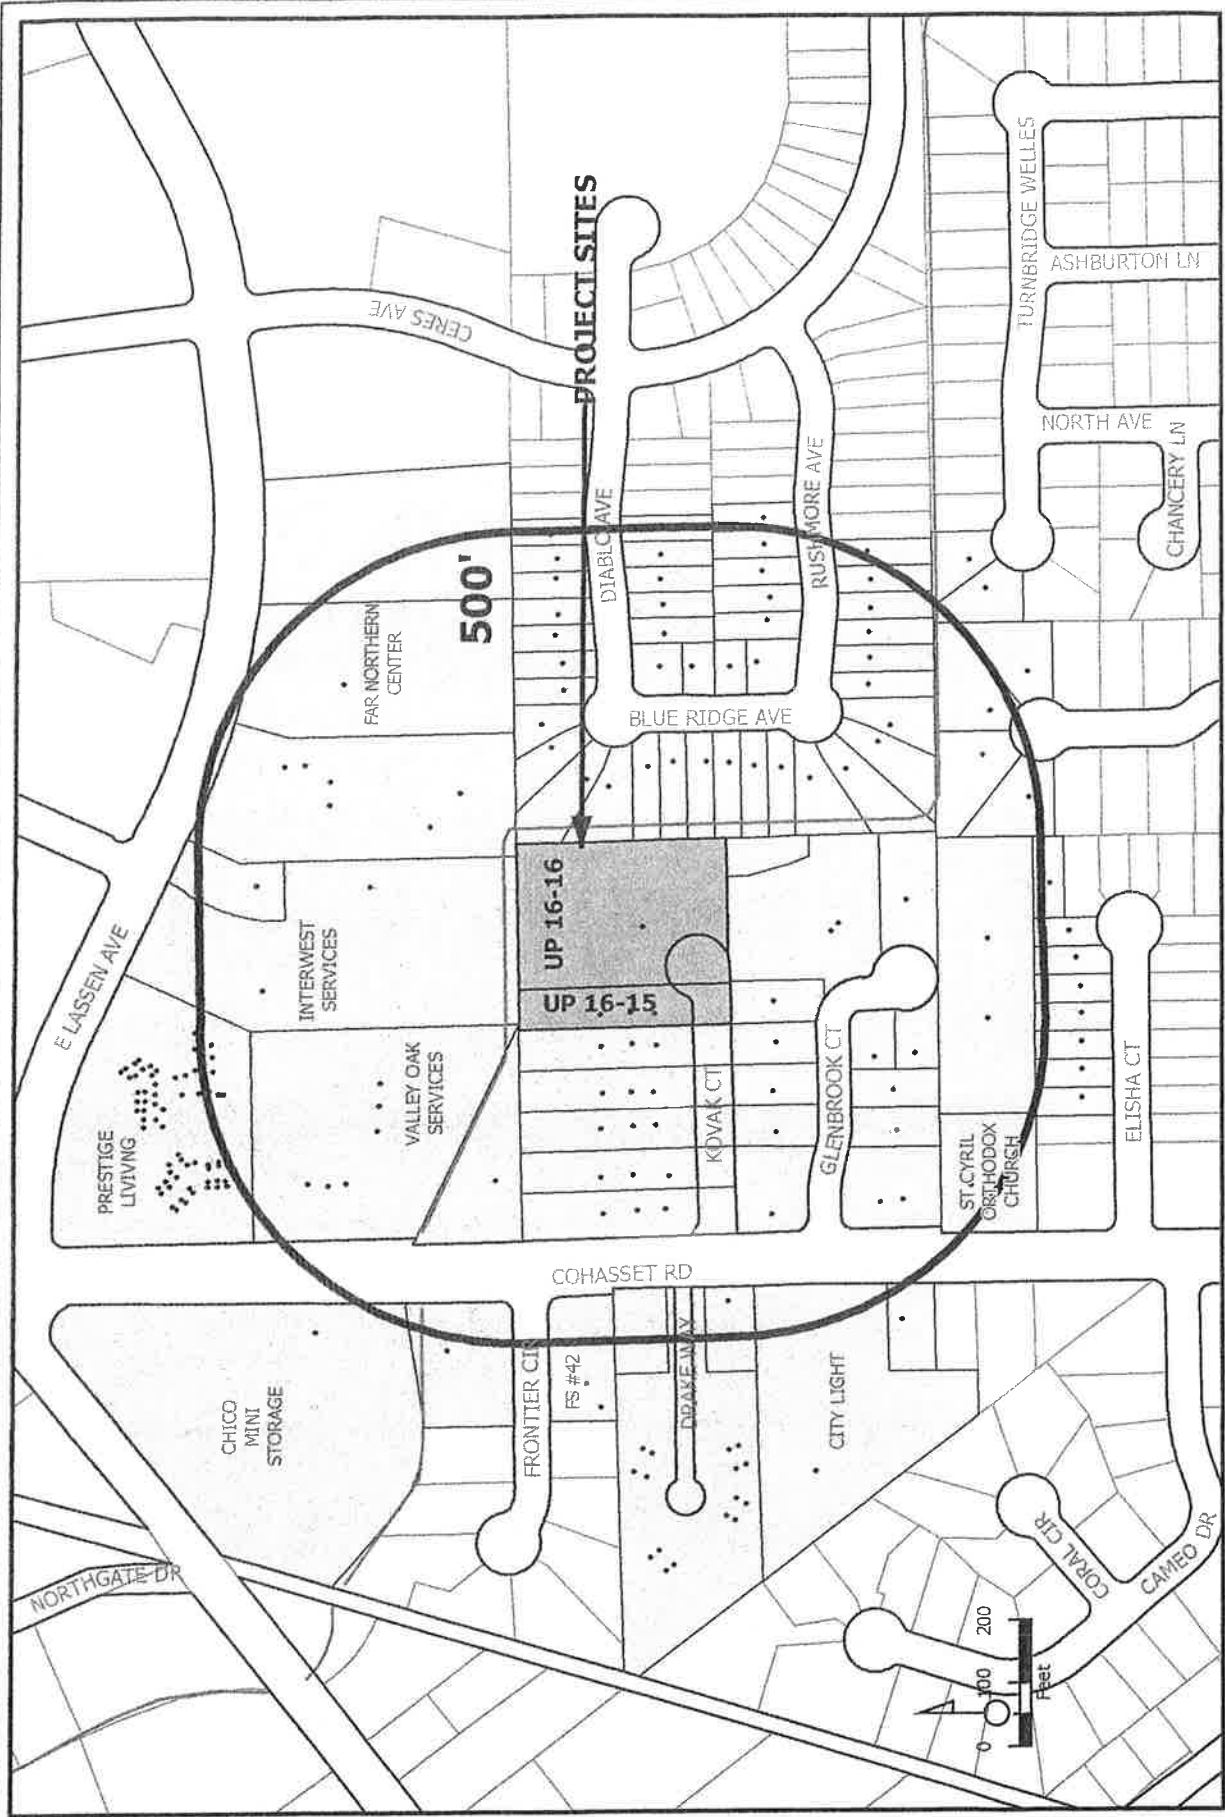 PROJECT SITES
500'
UP 16-16
UP 16-15
E LASSEN AVE
CERES AVE
DIABLO AVE
RUSHMORE AVE
BLUE RIDGE AVE
TURNBRIDGE WELLES
ASHBURTON LN
NORTH AVE
CHANCERY LN
FAR NORTHERN
CENTER
INTERWEST
SERVICES
VALLEY OAK
SERVICES
PRESTIGE
LIVIVNG
KOVAK CT
GLENBROOK CT
ELISHA CT
ST.CYRIL
ORTHODOX
CHURCH
COHASSET RD
CHICO
MINI
STORAGE
FRONTIER CIR
FS #42
DRAKE WAY
CITY LIGHT
NORTHGATE DR
CORAL CIR
CAMEO DR
0 100 200
Feet